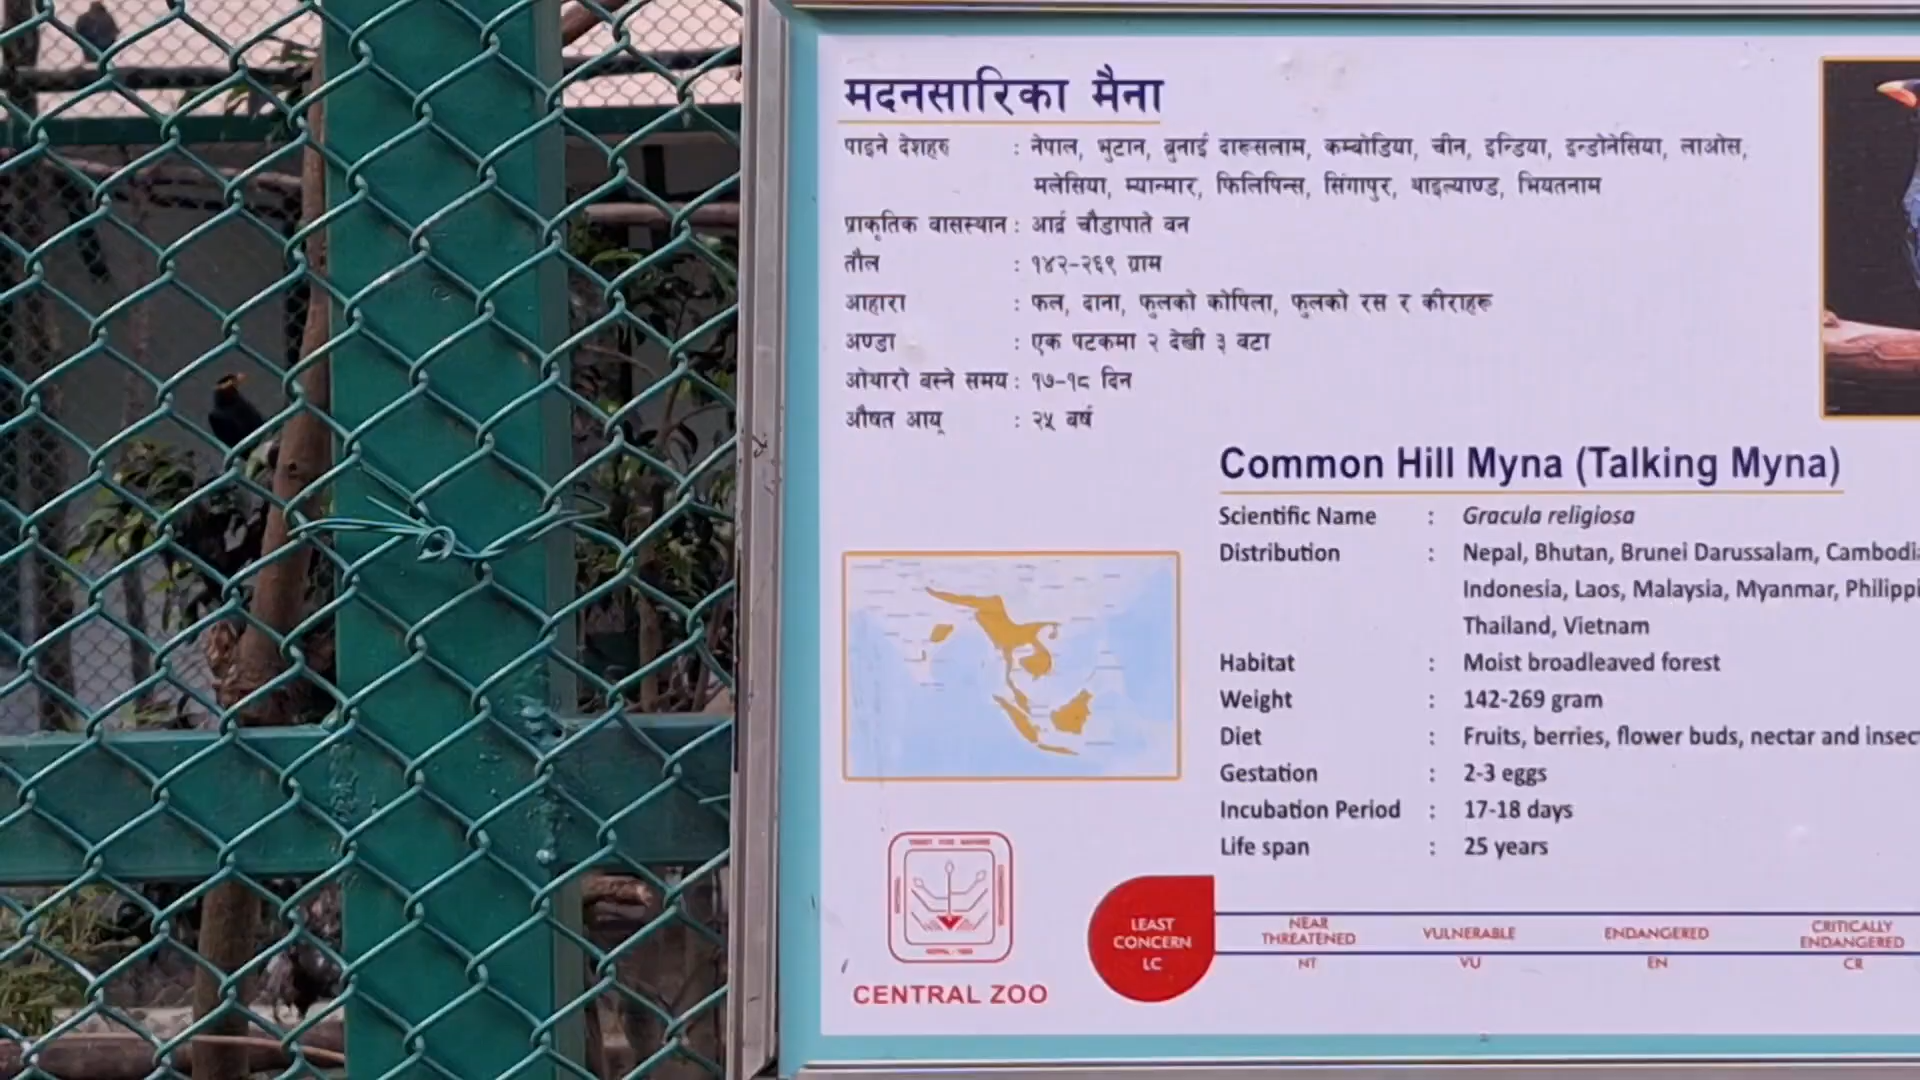 मदनसारिका मैना
पाइने देशहरु : नेपाल, भुटान, ब्रुनाई दारुसलाम, कम्बोडिया, चीन, इन्डिया, इन्डोनेसिया, लाओस,
मलेसिया, म्यान्मार, फिलिपिन्स, सिंगापुर, थाइल्याण्ड, भियतनाम
प्राकृतिक वासस्थान : आर्द्र चौडापाते वन
तौल : १४२-२६९ ग्राम
आहारा : फल, दाना, फुलको कोपिला, फुलको रस र कीराहरू
अण्डा : एक पटकमा २ देखी ३ वटा
ओथारो बस्ने समय : १७-१८ दिन
औषत आयू : २५ बर्ष
Common Hill Myna (Talking Myna)
Scientific Name : Gracula religiosa
Distribution : Nepal, Bhutan, Brunei Darussalam, Cambodia
Indonesia, Laos, Malaysia, Myanmar, Philippi
Thailand, Vietnam
Habitat : Moist broadleaved forest
Weight : 142-269 gram
Diet : Fruits, berries, flower buds, nectar and insec
Gestation : 2-3 eggs
Incubation Period : 17-18 days
Life span : 25 years
CENTRAL ZOO
LEAST
CONCERN
LC
NEAR
THREATENED
NT
VULNERABLE
VU
ENDANGERED
EN
CRITICALLY
ENDANGERED
CR